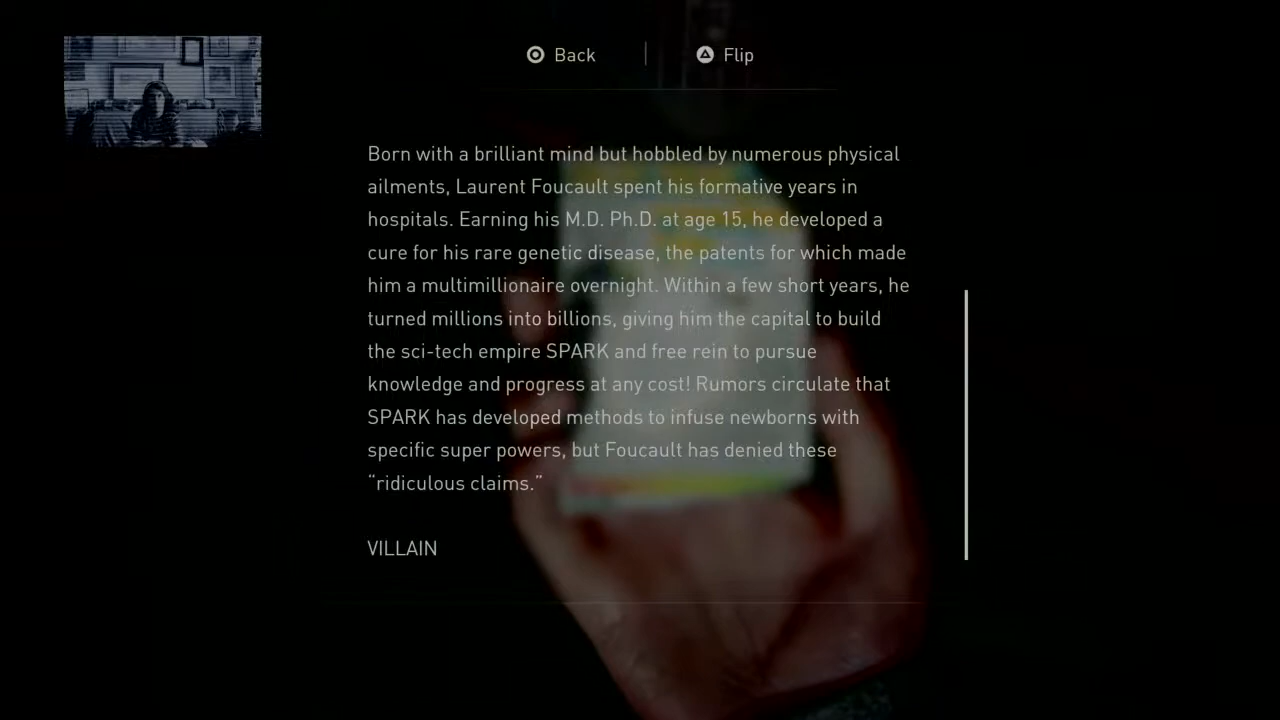 Back
Flip
Born with a brilliant mind but hobbled by numerous physical
ailments, Laurent Foucault spent his formative years in
hospitals. Earning his M.D. Ph.D. at age 15, he developed a
cure for his rare genetic disease, the patents for which made
him a multimillionaire overnight. Within a few short years, he
turned millions into billions, giving him the capital to build
the sci-tech empire SPARK and free rein to pursue
knowledge and progress at any cost! Rumors circulate that
SPARK has developed methods to infuse newborns with
specific super powers, but Foucault has denied these
“ridiculous claims.”
VILLAIN